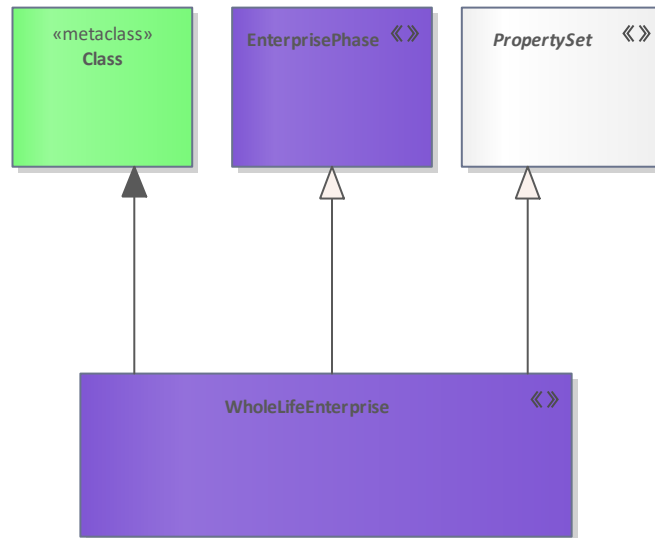 «metaclass»
Class
EnterprisePhase «»
PropertySet «»
WholeLifeEnterprise «»